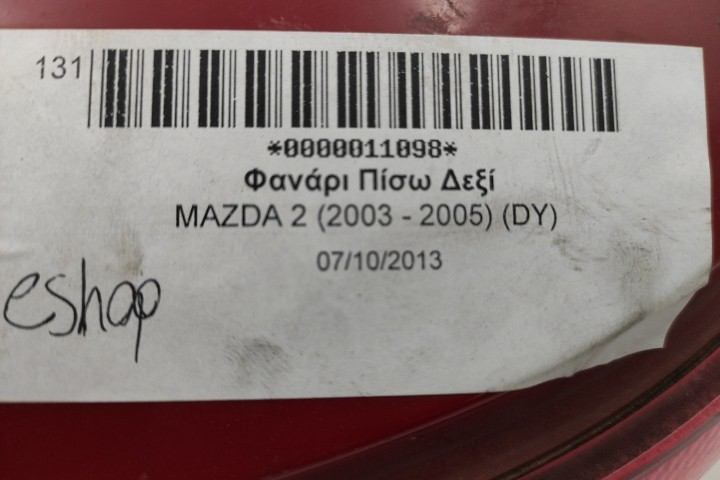 131
*0000011098*
Φανάρι Πίσω Δεξί
MAZDA 2 (2003 - 2005) (DY)
07/10/2013
eshop